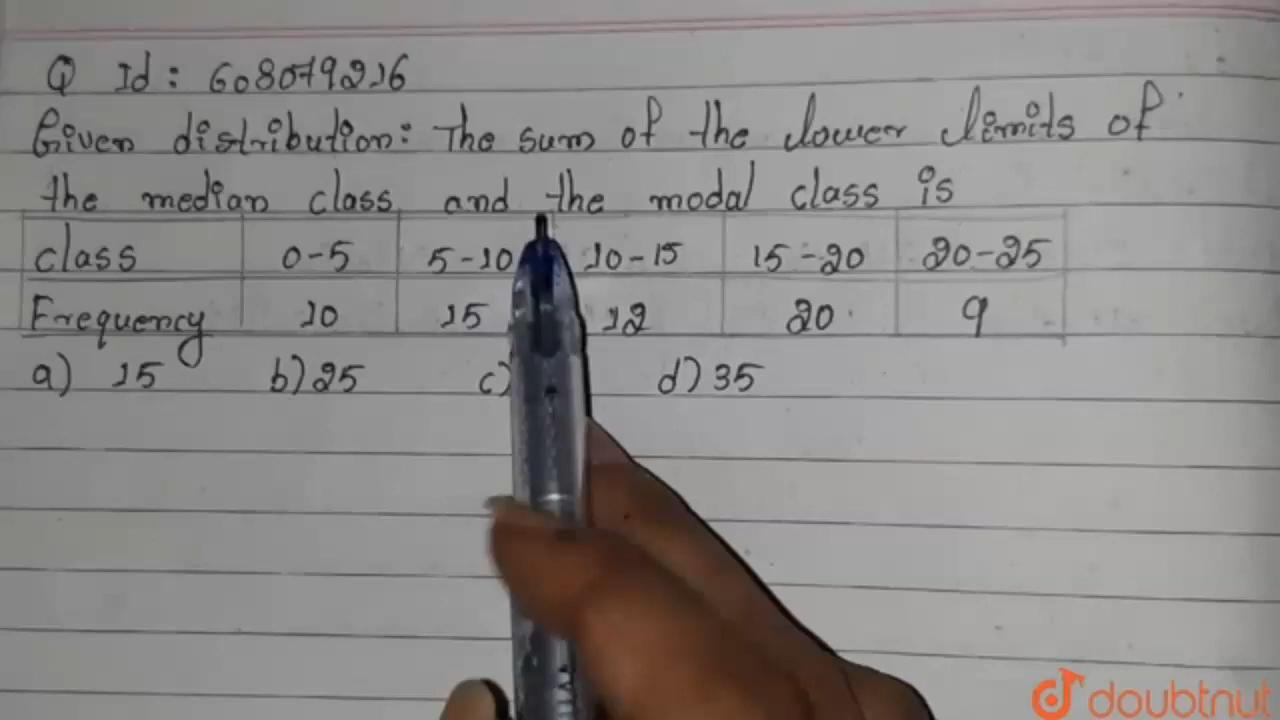 Q Id: 608079216
Given distribution: The sum of the lower limits of
the median class and the modal class is
class 0-5 5-10 10-15 15-20 20-25
Frequency 10 15 12 20 9
a) 15 b) 25 c) d) 35
doubtnut